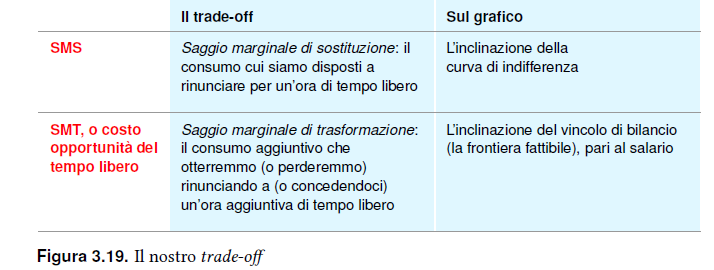 Il trade-off
Sul grafico
SMS
Saggio marginale di sostituzione: il
consumo cui siamo disposti a
rinunciare per un'ora di tempo libero
L'inclinazione della
curva di indifferenza
SMT, o costo
opportunità del
tempo libero
Saggio marginale di trasformazione:
il consumo aggiuntivo che
otterremmo (o perderemmo)
rinunciando a (o concedendoci)
un'ora aggiuntiva di tempo libero
L'inclinazione del vincolo di bilancio
(la frontiera fattibile), pari al salario
Figura 3.19. Il nostro trade-off